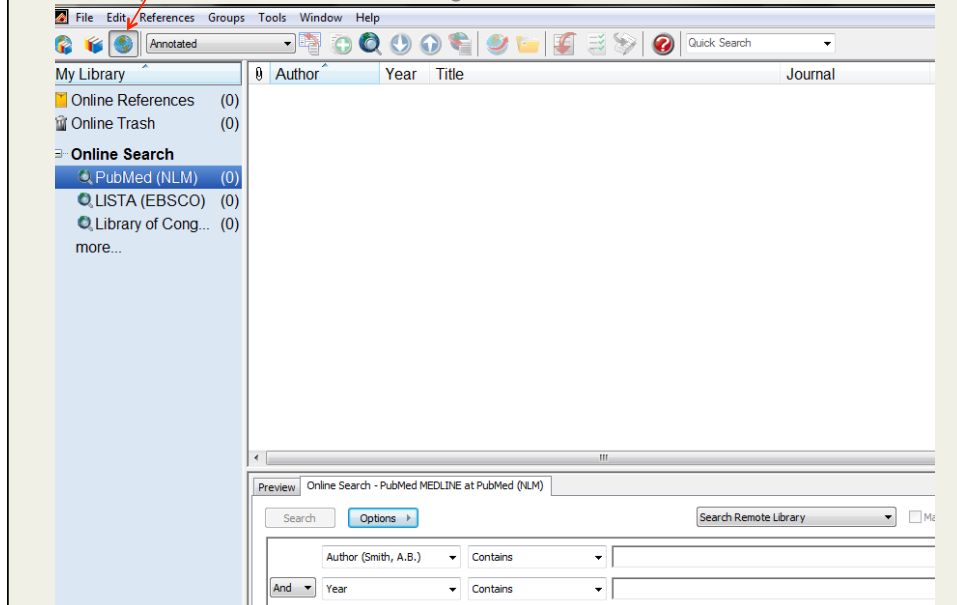 File Edit References Groups Tools Window Help
Annotated Quick Search
My Library Author Year Title Journal
Online References (0)
Online Trash (0)
Online Search
PubMed (NLM) (0)
LISTA (EBSCO) (0)
Library of Cong... (0)
more...
Preview Online Search - PubMed MEDLINE at PubMed (NLM)
Search Options Search Remote Library
Author (Smith, A.B.) Contains
And Year Contains